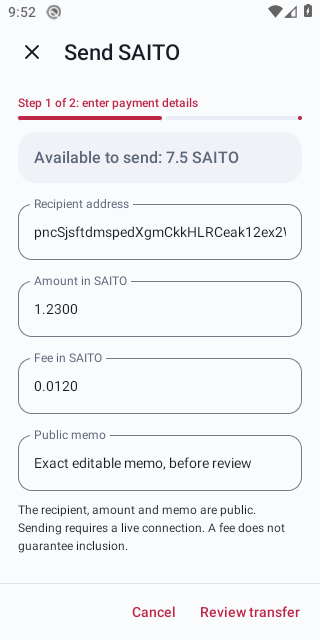 9:52
Send SAITO
Step 1 of 2: enter payment details
Available to send: 7.5 SAITO
Recipient address
pncSjsftdmspedXgmCkkHLRCeak12ex2
Amount in SAITO
1.2300
Fee in SAITO
0.0120
Public memo
Exact editable memo, before review
The recipient, amount and memo are public.
Sending requires a live connection. A fee does not
guarantee inclusion.
Cancel
Review transfer